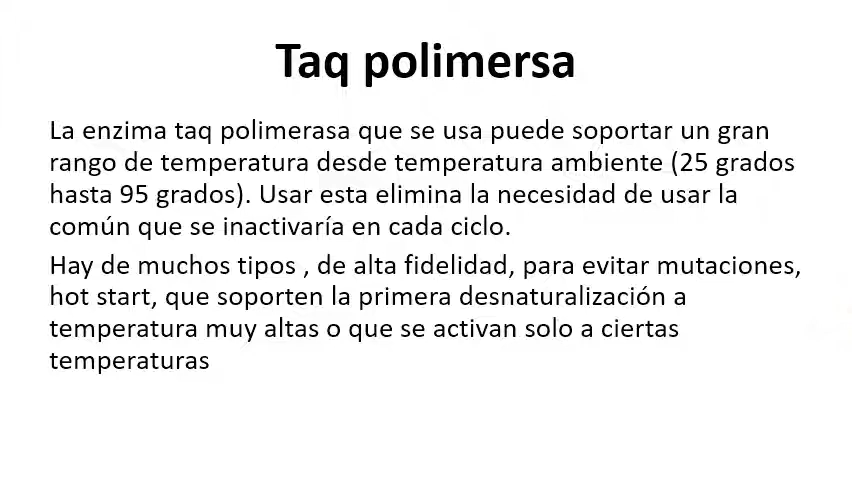 Taq polimersa
La enzima taq polimerasa que se usa puede soportar un gran
rango de temperatura desde temperatura ambiente (25 grados
hasta 95 grados). Usar esta elimina la necesidad de usar la
común que se inactivaría en cada ciclo.
Hay de muchos tipos , de alta fidelidad, para evitar mutaciones,
hot start, que soporten la primera desnaturalización a
temperatura muy altas o que se activan solo a ciertas
temperaturas